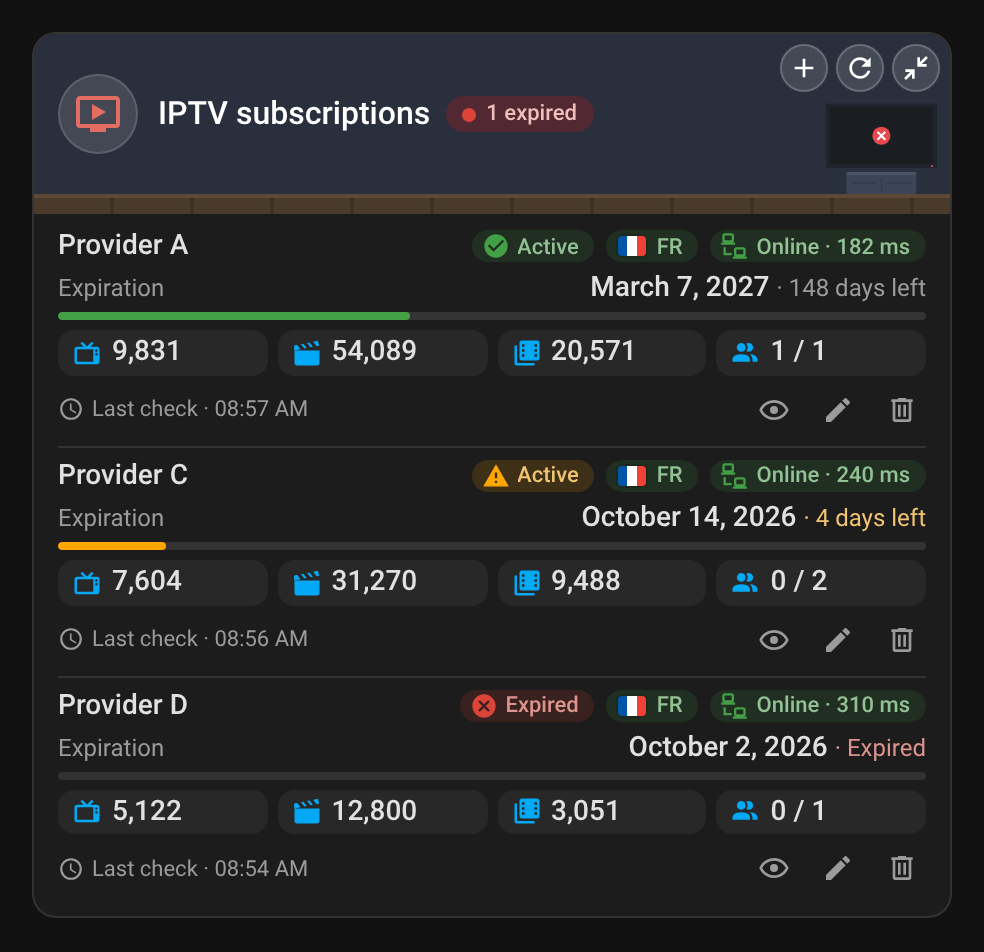 IPTV subscriptions
1 expired
Provider A
Active
FR
Online · 182 ms
Expiration
March 7, 2027 · 148 days left
9,831
54,089
20,571
1 / 1
Last check · 08:57 AM
Provider C
Active
FR
Online · 240 ms
Expiration
October 14, 2026 · 4 days left
7,604
31,270
9,488
0 / 2
Last check · 08:56 AM
Provider D
Expired
FR
Online · 310 ms
Expiration
October 2, 2026 · Expired
5,122
12,800
3,051
0 / 1
Last check · 08:54 AM